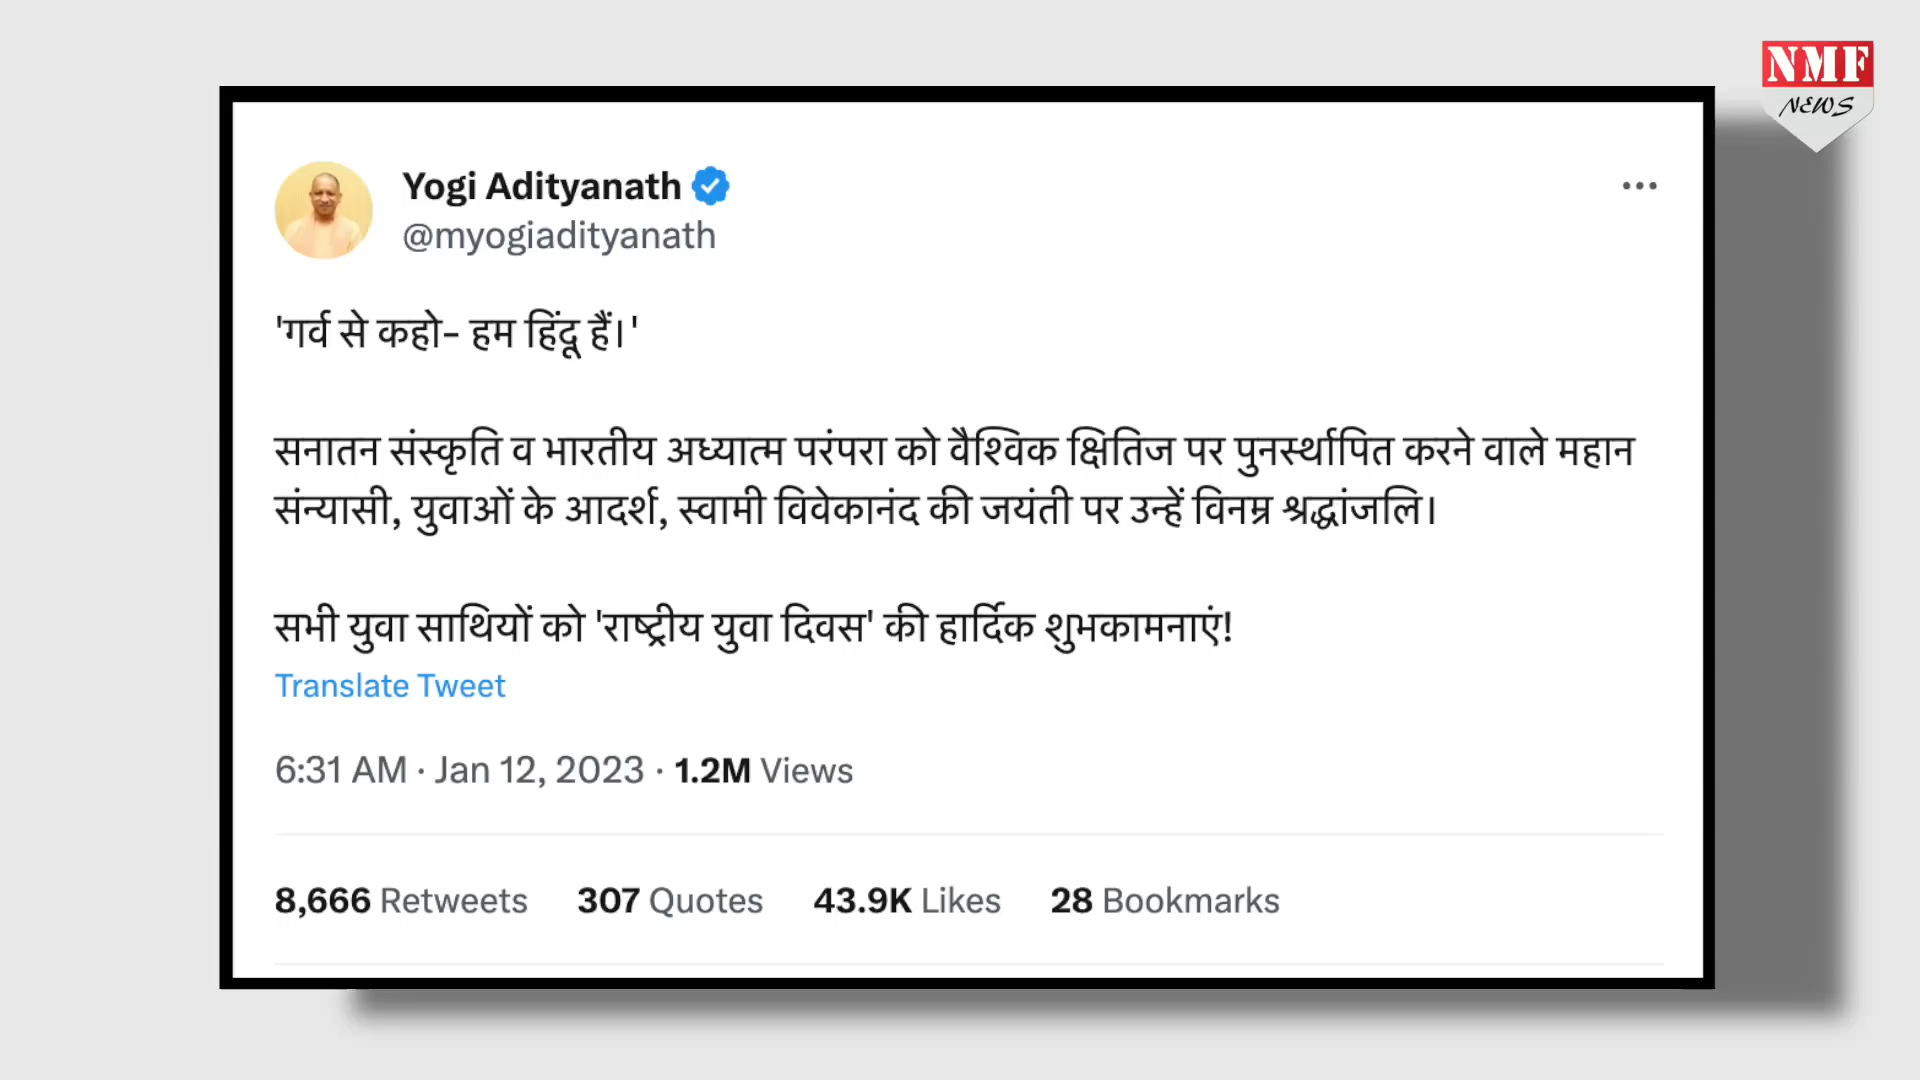 NMF
NEWS
Yogi Adityanath
@myogiadityanath
'गर्व से कहो- हम हिंदू हैं।'
सनातन संस्कृति व भारतीय अध्यात्म परंपरा को वैश्विक क्षितिज पर पुनर्स्थापित करने वाले महान
संन्यासी, युवाओं के आदर्श, स्वामी विवेकानंद की जयंती पर उन्हें विनम्र श्रद्धांजलि।
सभी युवा साथियों को 'राष्ट्रीय युवा दिवस' की हार्दिक शुभकामनाएं!
Translate Tweet
6:31 AM · Jan 12, 2023 · 1.2M Views
8,666 Retweets 307 Quotes 43.9K Likes 28 Bookmarks